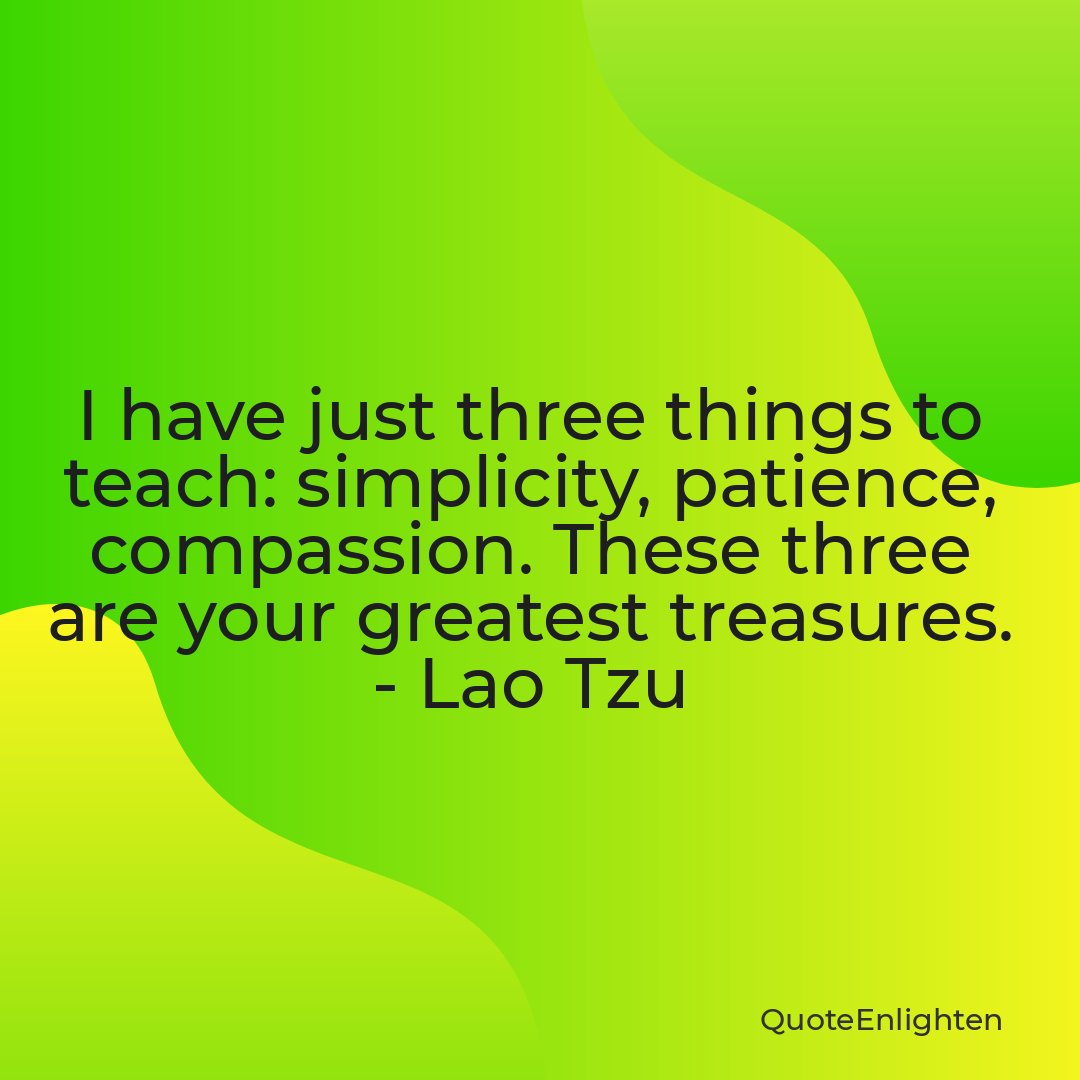 I have just three things to
teach: simplicity, patience,
compassion. These three
are your greatest treasures.
- Lao Tzu
QuoteEnlighten